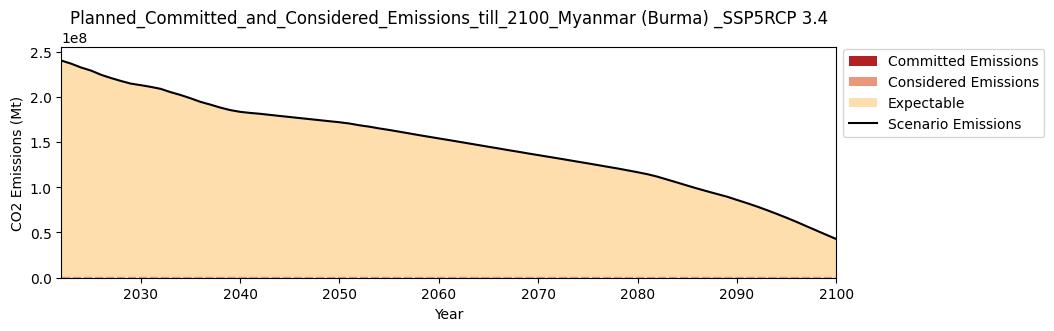 Planned_Committed_and_Considered_Emissions_till_2100_Myanmar (Burma) _SSP5RCP 3.4
1e8
2.5
2.0
1.5
1.0
0.5
0.0
CO2 Emissions (Mt)
2030 2040 2050 2060 2070 2080 2090 2100
Year
Committed Emissions
Considered Emissions
Expectable
Scenario Emissions